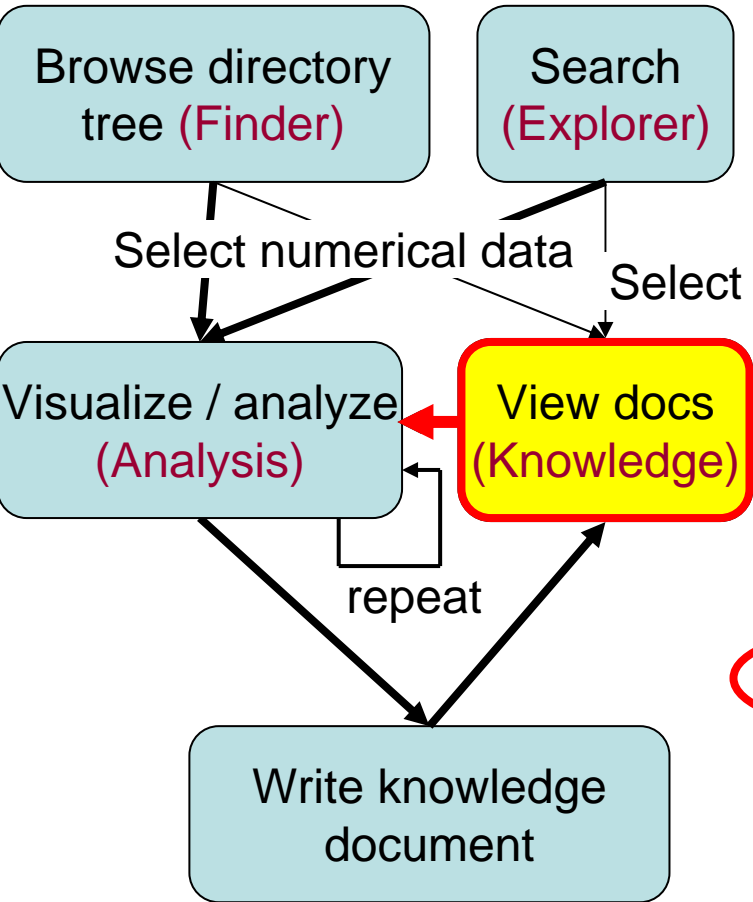 Browse directory
tree (Finder)
Search
(Explorer)
Select numerical data
Select
Visualize / analyze
(Analysis)
View docs
(Knowledge)
repeat
Write knowledge
document